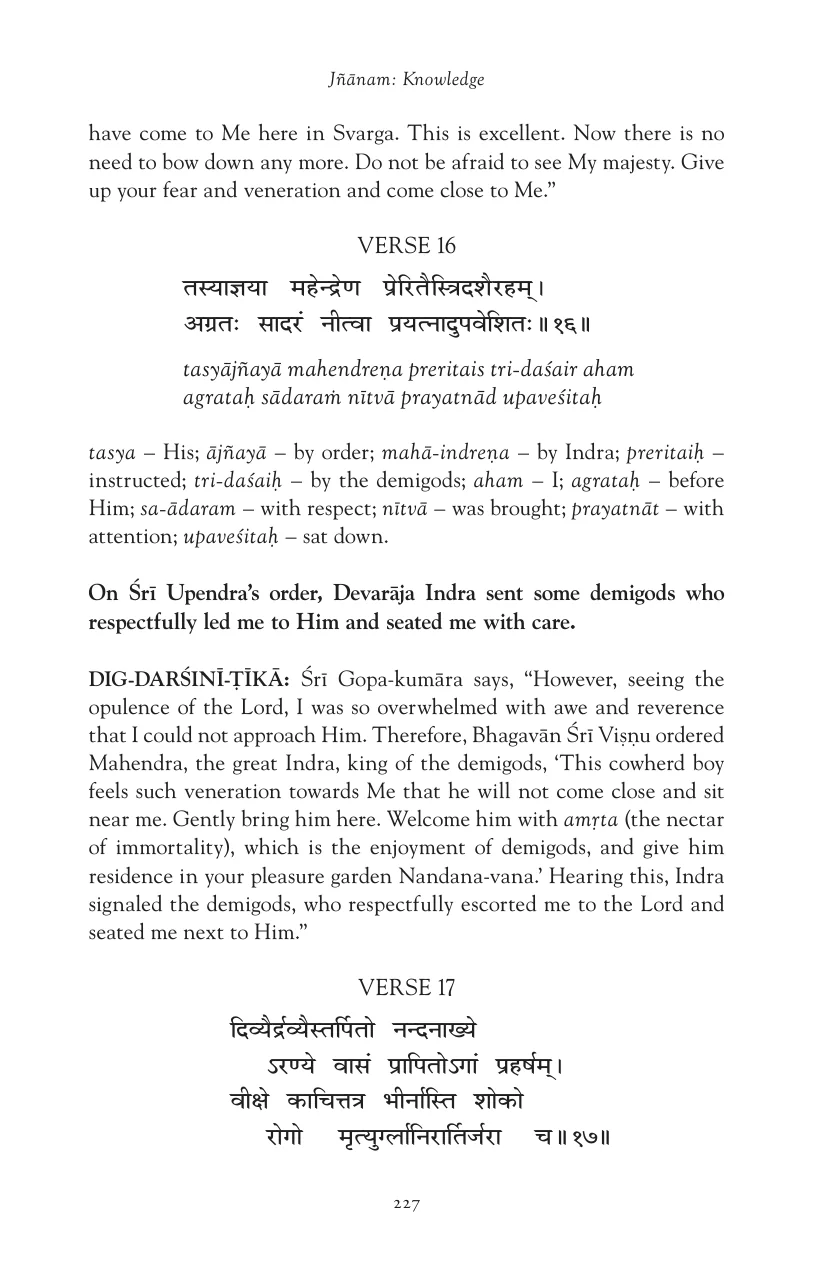 Jñānam: Knowledge
have come to Me here in Svarga. This is excellent. Now there is no
need to bow down any more. Do not be afraid to see My majesty. Give
up your fear and veneration and come close to Me.”
VERSE 16
तस्याज्ञया महेन्द्रेण प्रेरितैस्त्रिदशैरहम्।
अग्रतः सादरं नीत्वा प्रयत्नादुपवेशितः॥१६॥
tasyājñayā mahendreṇa preritais tri-daśair aham
agrataḥ sādaraṁ nītvā prayatnād upaveśitaḥ
tasya – His; ājñayā – by order; mahā-indreṇa – by Indra; preritaiḥ –
instructed; tri-daśaiḥ – by the demigods; aham – I; agrataḥ – before
Him; sa-ādaram – with respect; nītvā – was brought; prayatnāt – with
attention; upaveśitaḥ – sat down.
On Śrī Upendra’s order, Devarāja Indra sent some demigods who
respectfully led me to Him and seated me with care.
DIG-DARŚINĪ-ṬĪKĀ: Śrī Gopa-kumāra says, “However, seeing the
opulence of the Lord, I was so overwhelmed with awe and reverence
that I could not approach Him. Therefore, Bhagavān Śrī Viṣṇu ordered
Mahendra, the great Indra, king of the demigods, ‘This cowherd boy
feels such veneration towards Me that he will not come close and sit
near me. Gently bring him here. Welcome him with amṛta (the nectar
of immortality), which is the enjoyment of demigods, and give him
residence in your pleasure garden Nandana-vana.’ Hearing this, Indra
signaled the demigods, who respectfully escorted me to the Lord and
seated me next to Him.”
VERSE 17
दिव्यैर्द्रव्यैस्तर्पितो नन्दनाख्ये
ऽरण्ये वासं प्रापितोऽगां प्रहर्षम्।
वीक्षे काचित्तत्र भीर्नास्ति शोको
रोगो मृत्युर्ग्लानिरार्तिर्जरा च॥१७॥
227